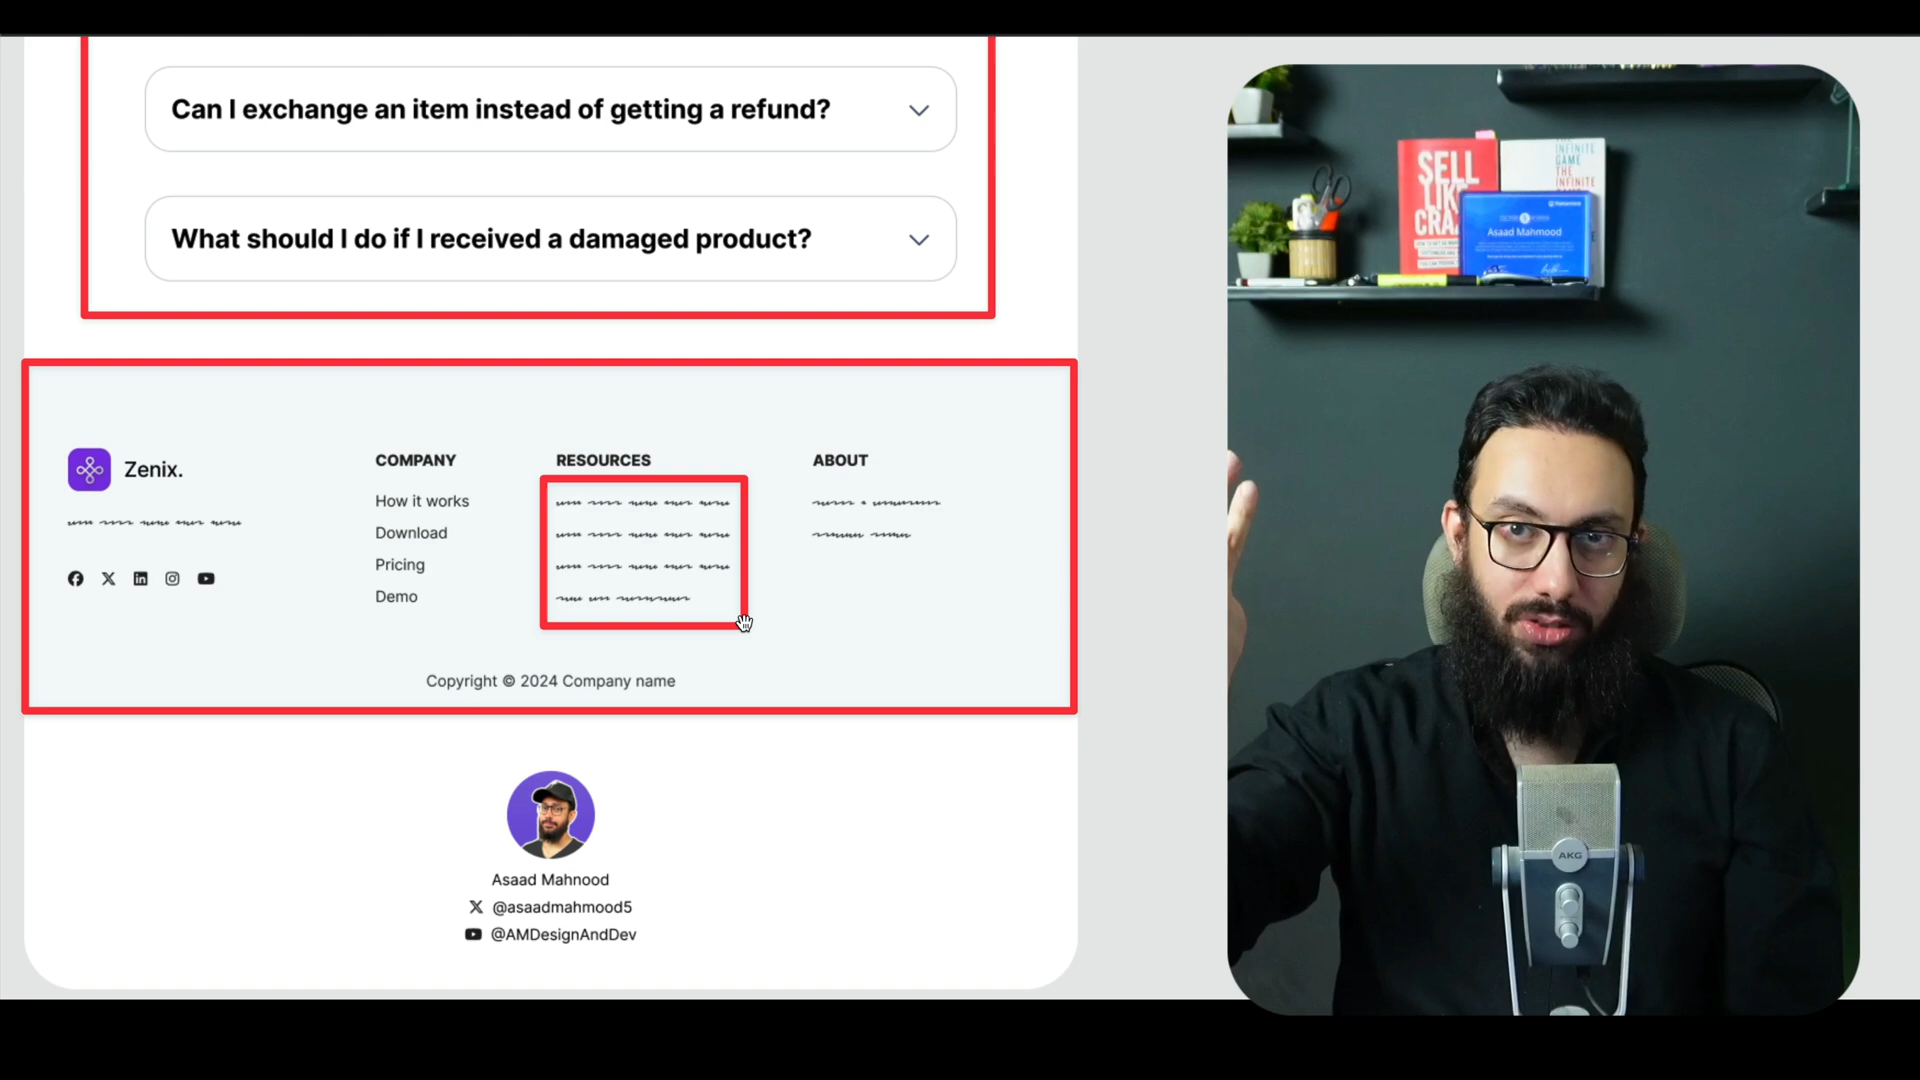 Can I exchange an item instead of getting a refund?
What should I do if I received a damaged product?
Zenix.
COMPANY
How it works
Download
Pricing
Demo
RESOURCES
ABOUT
Copyright © 2024 Company name
Asaad Mahnood
@asaadmahmood5
@AMDesignAndDev
SELL
LIKE
CRA
INFINITE
GAME
THE
INFINITE
Asaad Mahmood
AKG